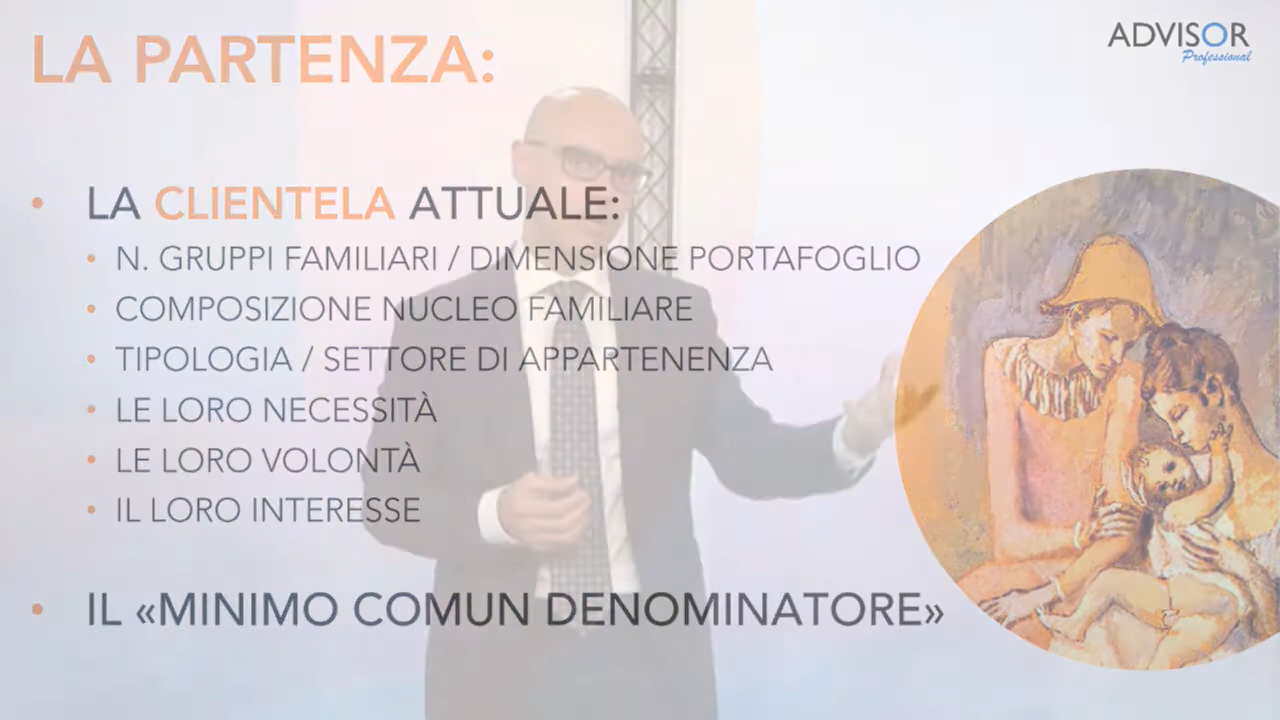 LA PARTENZA:
ADVISOR
Professional
• LA CLIENTELA ATTUALE:
• N. GRUPPI FAMILIARI / DIMENSIONE PORTAFOGLIO
• COMPOSIZIONE NUCLEO FAMILIARE
• TIPOLOGIA / SETTORE DI APPARTENENZA
• LE LORO NECESSITÀ
• LE LORO VOLONTÀ
• IL LORO INTERESSE
• IL «MINIMO COMUN DENOMINATORE»